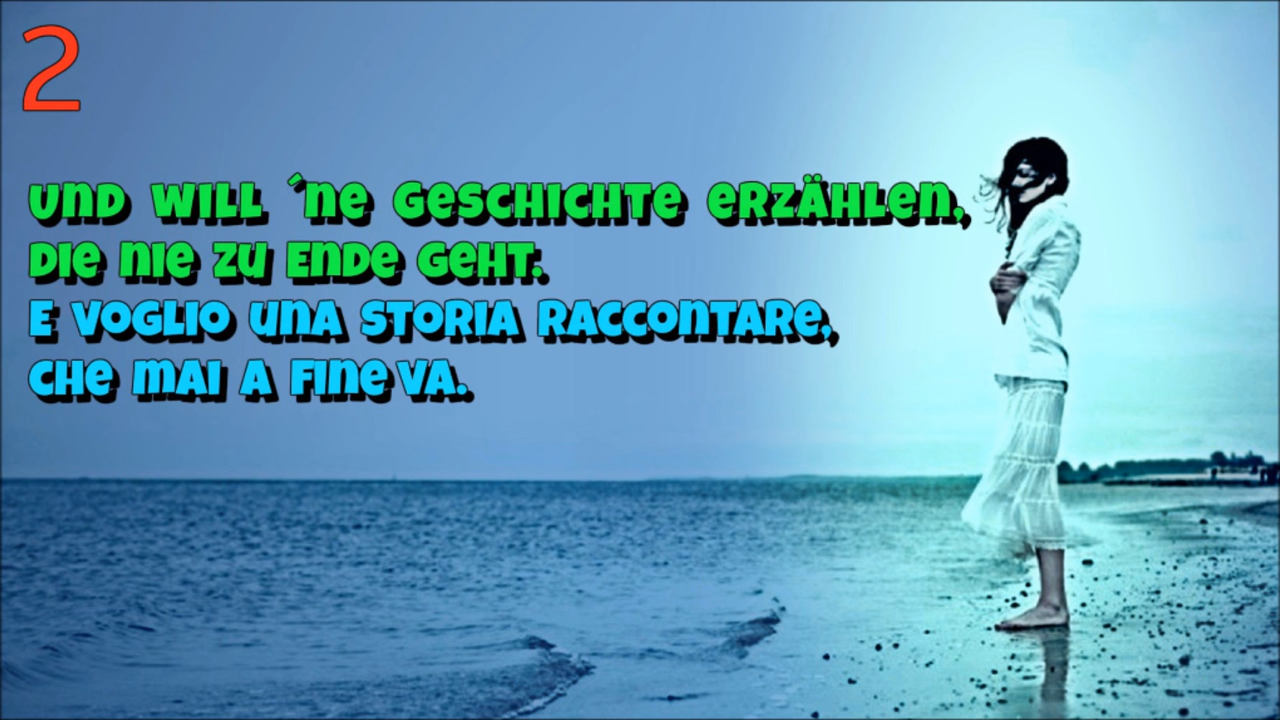 2
Und will ´ne Geschichte erzählen,
die nie zu Ende geht.
E voglio una storia raccontare,
che mai a fine va.